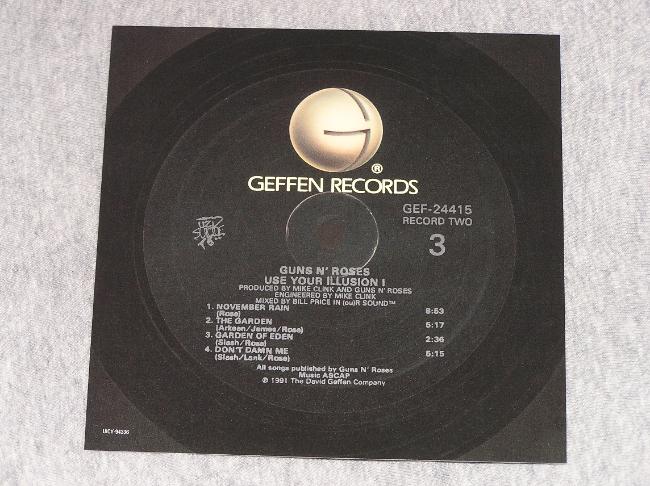 ®
GEFFEN RECORDS
GEF-24415
RECORD TWO
3
GUNS N' ROSES
USE YOUR ILLUSION I
PRODUCED BY MIKE CLINK AND GUNS N' ROSES
ENGINEERED BY MIKE CLINK
MIXED BY BILL PRICE IN (ou)R SOUND™
1. NOVEMBER RAIN 8:53
(Rose)
2. THE GARDEN 5:17
(Arkeen/James/Rose)
3. GARDEN OF EDEN 2:36
(Slash/Rose)
4. DON'T DAMN ME 5:15
(Slash/Lank/Rose)
All songs published by Guns N' Roses
Music ASCAP
℗ 1991 The David Geffen Company